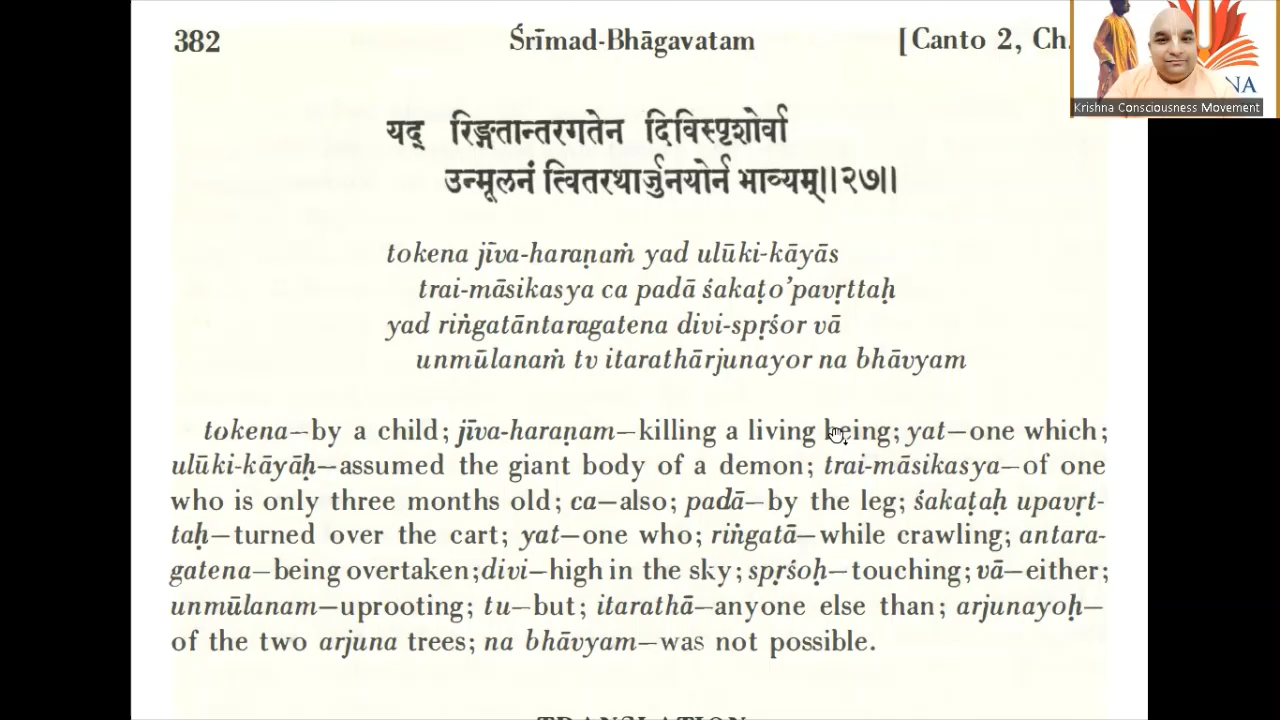 382 Śrīmad-Bhāgavatam [Canto 2, Ch.
NA
Krishna Consciousness Movement
यद् रिङ्गतान्तरगतेन दिविस्पृशोर्वा
उन्मूलनं त्वितरथार्जुनयोर्न भाव्यम्॥२७॥
tokena jīva-haraṇaṁ yad ulūki-kāyās
trai-māsikasya ca padā śakaṭo’pavṛttaḥ
yad riṅgatāntaragatena divi-spṛśor vā
unmūlanaṁ tv itarathārjunayor na bhāvyam
tokena—by a child; jīva-haraṇam—killing a living being; yat—one which;
ulūki-kāyāḥ—assumed the giant body of a demon; trai-māsikasya—of one
who is only three months old; ca—also; padā—by the leg; śakaṭaḥ upavṛt-
taḥ—turned over the cart; yat—one who; riṅgatā—while crawling; antara-
gatena—being overtaken; divi—high in the sky; spṛśoḥ—touching; vā—either;
unmūlanam—uprooting; tu—but; itarathā—anyone else than; arjunayoḥ—
of the two arjuna trees; na bhāvyam—was not possible.
TRANSLATION